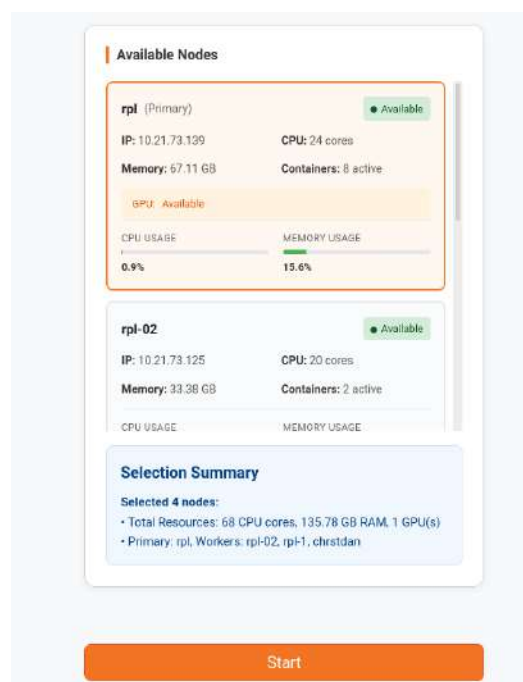 Available Nodes
rpl (Primary) ● Available
IP: 10.21.73.139 CPU: 24 cores
Memory: 67.11 GB Containers: 8 active
GPU: Available
CPU USAGE MEMORY USAGE
0.9% 15.6%
rpl-02 ● Available
IP: 10.21.73.125 CPU: 20 cores
Memory: 33.38 GB Containers: 2 active
CPU USAGE MEMORY USAGE
Selection Summary
Selected 4 nodes:
• Total Resources: 68 CPU cores, 135.78 GB RAM, 1 GPU(s)
• Primary: rpl, Workers: rpl-02, rpl-1, chrstdan
Start